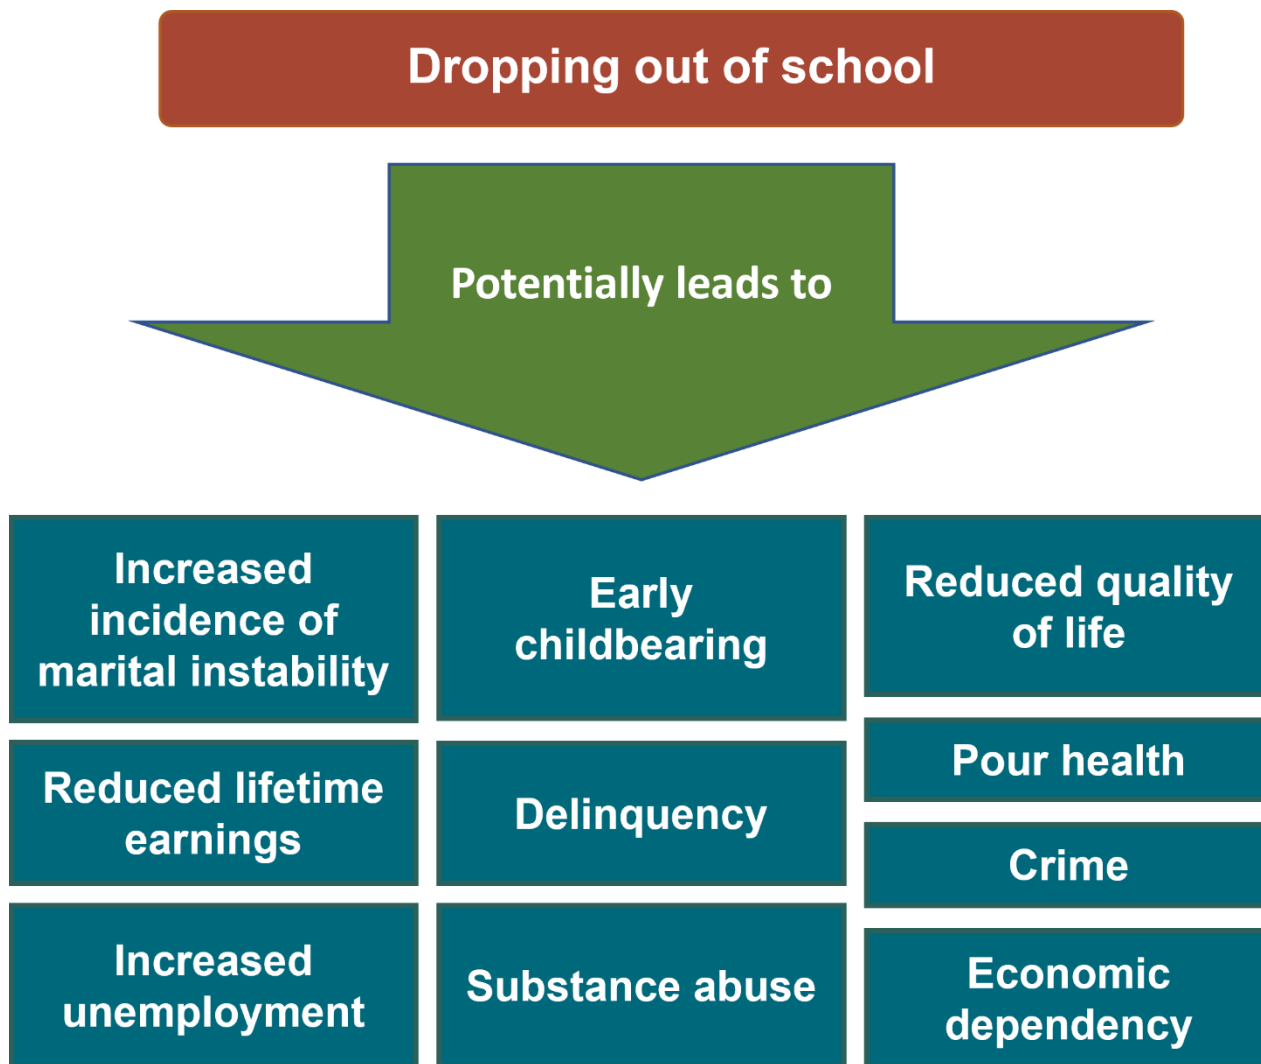 Dropping out of school
Potentially leads to
Increased
incidence of
marital instability
Early
childbearing
Reduced quality
of life
Reduced lifetime
earnings
Delinquency
Pour health
Crime
Increased
unemployment
Substance abuse
Economic
dependency